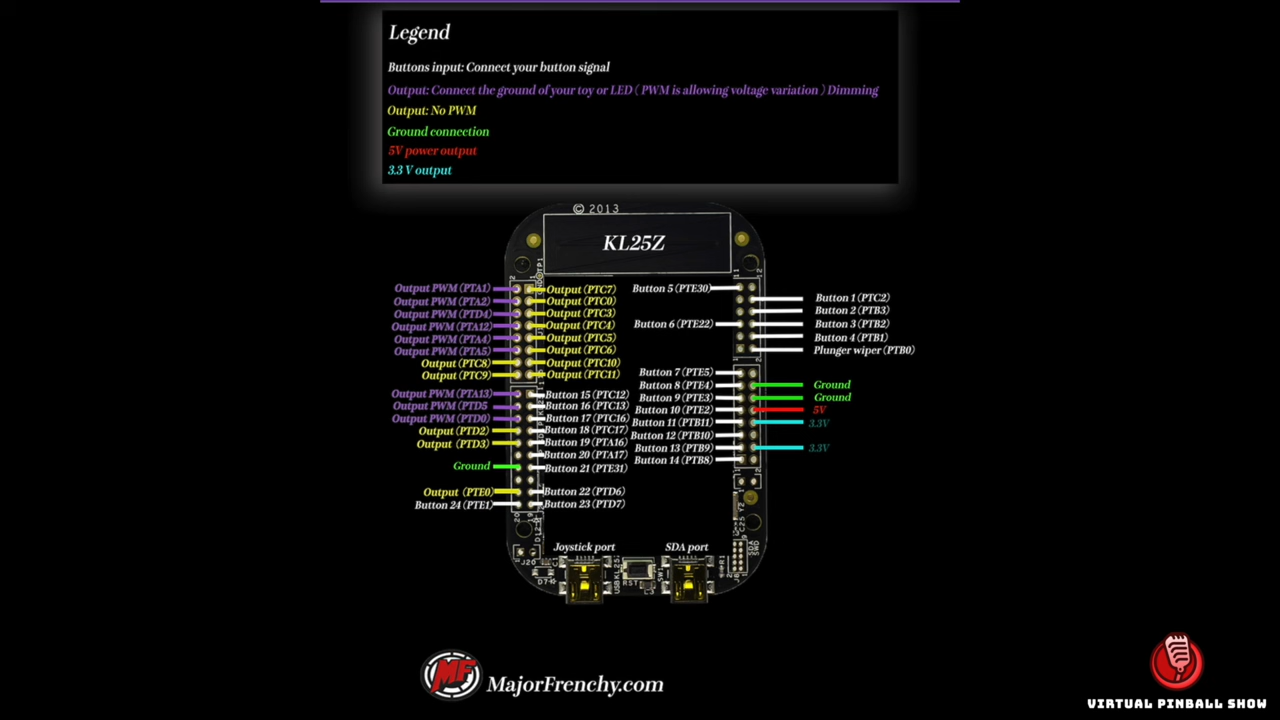 Legend
Buttons input: Connect your button signal
Output: Connect the ground of your toy or LED ( PWM is allowing voltage variation ) Dimming
Output: No PWM
Ground connection
5V power output
3.3 V output
© 2013
KL25Z
Output PWM (PTA1)
Output PWM (PTA2)
Output PWM (PTD4)
Output PWM (PTA12)
Output PWM (PTA4)
Output PWM (PTA5)
Output (PTC8)
Output (PTC9)
Output PWM (PTA13)
Output PWM (PTD5
Output PWM (PTD0)
Output (PTD2)
Output (PTD3)
Ground
Output (PTE0)
Button 24 (PTE1)
Output (PTC7)
Output (PTC0)
Output (PTC3)
Output (PTC4)
Output (PTC5)
Output (PTC6)
Output (PTC10)
Output (PTC11)
Button 15 (PTC12)
Button 16 (PTC13)
Button 17 (PTC16)
Button 18 (PTC17)
Button 19 (PTA16)
Button 20 (PTA17)
Button 21 (PTE31)
Button 22 (PTD6)
Button 23 (PTD7)
Button 5 (PTE30)
Button 6 (PTE22)
Button 7 (PTE5)
Button 8 (PTE4)
Button 9 (PTE3)
Button 10 (PTE2)
Button 11 (PTB11)
Button 12 (PTB10)
Button 13 (PTB9)
Button 14 (PTB8)
Button 1 (PTC2)
Button 2 (PTB3)
Button 3 (PTB2)
Button 4 (PTB1)
Plunger wiper (PTB0)
Ground
Ground
5V
3.3V
3.3V
Joystick port
SDA port
J20
SDA
SWD
MF
MajorFrenchy.com
VIRTUAL PINBALL SHOW